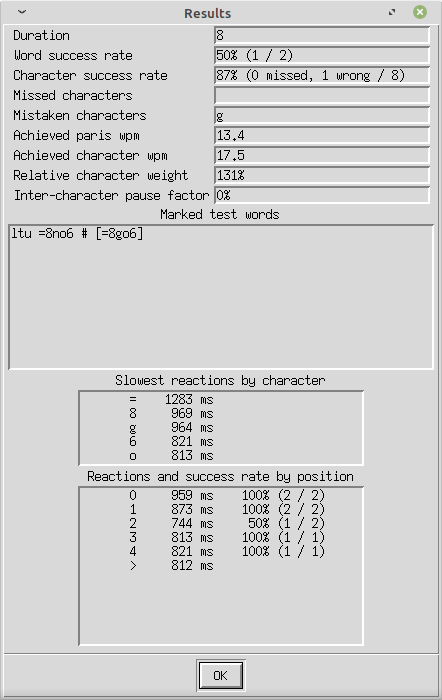 Results
Duration 8
Word success rate 50% (1 / 2)
Character success rate 87% (0 missed, 1 wrong / 8)
Missed characters
Mistaken characters g
Achieved paris wpm 13.4
Achieved character wpm 17.5
Relative character weight 131%
Inter-character pause factor 0%
Marked test words
ltu =8no6 # [=8go6]
Slowest reactions by character
= 1283 ms
8 969 ms
g 964 ms
6 821 ms
o 813 ms
Reactions and success rate by position
0 959 ms 100% (2 / 2)
1 873 ms 100% (2 / 2)
2 744 ms 50% (1 / 2)
3 813 ms 100% (1 / 1)
4 821 ms 100% (1 / 1)
> 812 ms
OK